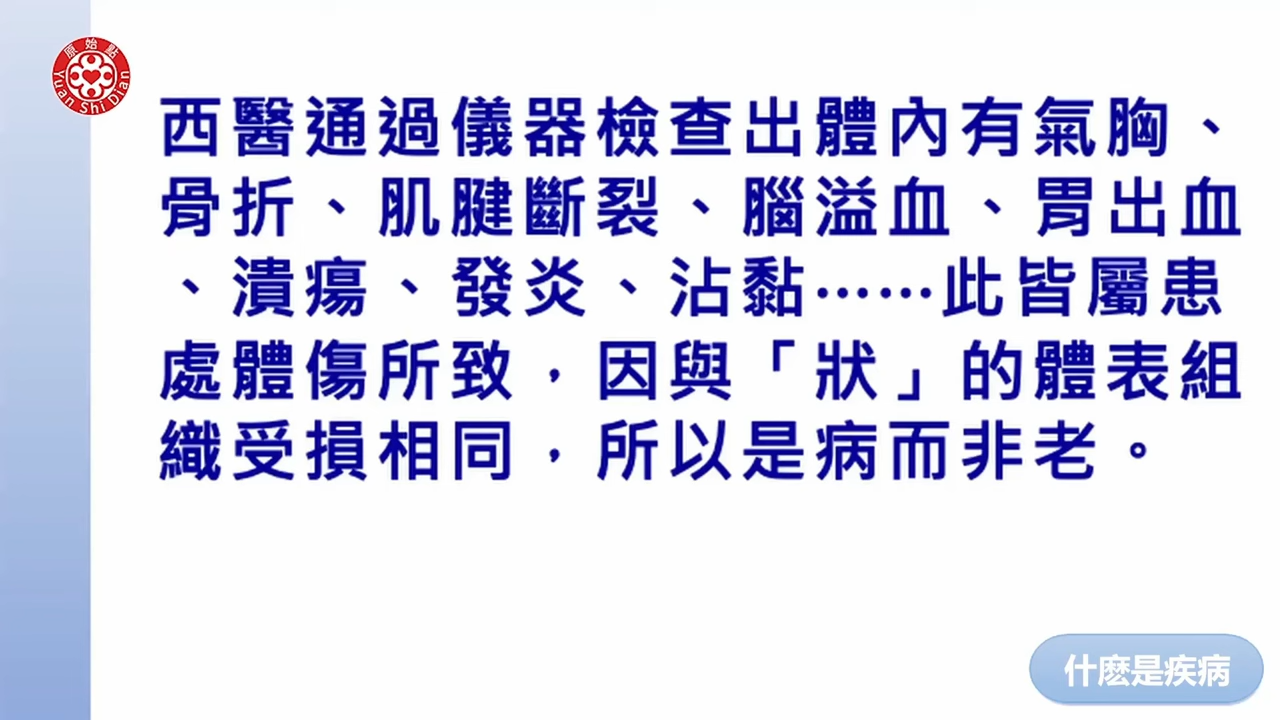 原始點
Yuan Shi Dian
西醫通過儀器檢查出體內有氣胸、
骨折、肌腱斷裂、腦溢血、胃出血
、潰瘍、發炎、沾黏……此皆屬患
處體傷所致，因與「狀」的體表組
織受損相同，所以是病而非老。
什麽是疾病